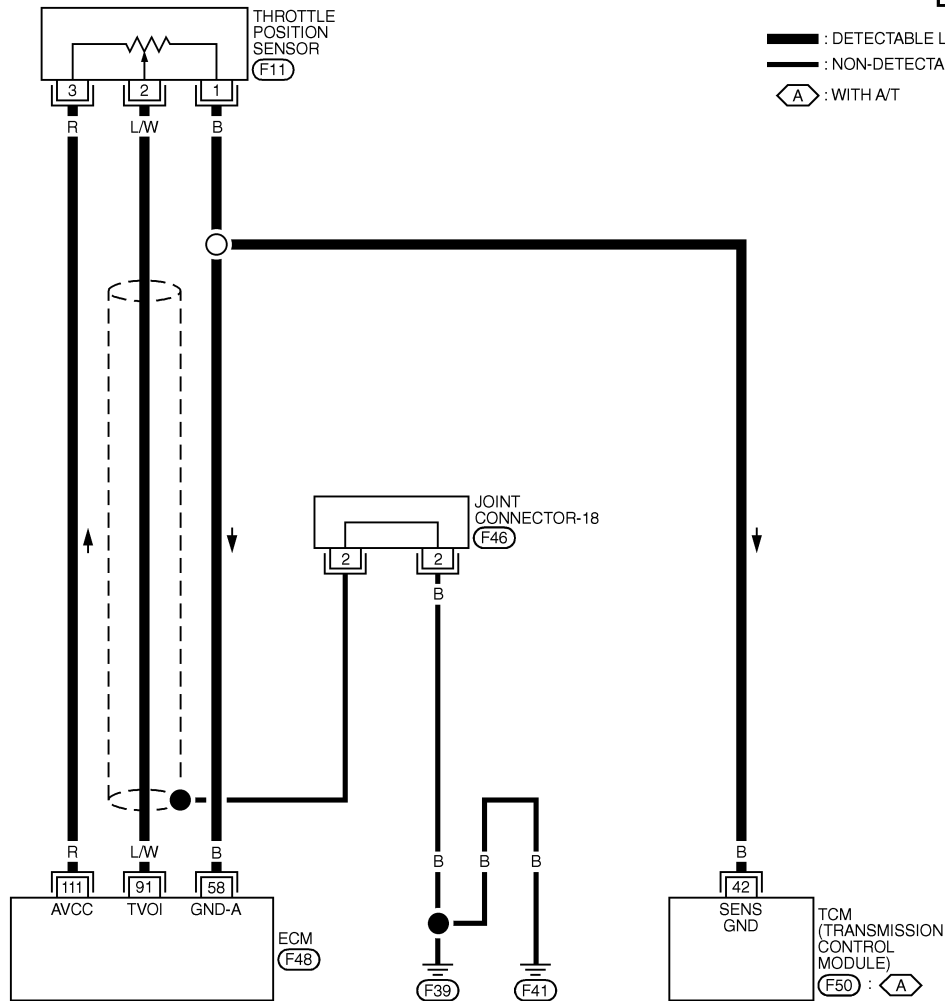 THROTTLE
POSITION
SENSOR
F11
3 2 1
R L/W B
: DETECTABLE L
: NON-DETECTA
A : WITH A/T
JOINT
CONNECTOR-18
F46
2 2
B
R L/W B
B B B
B
111 91 58
AVCC TVOI GND-A
ECM
F48
F39 F41
42
SENS
GND
TCM
(TRANSMISSION
CONTROL
MODULE)
F50 : A